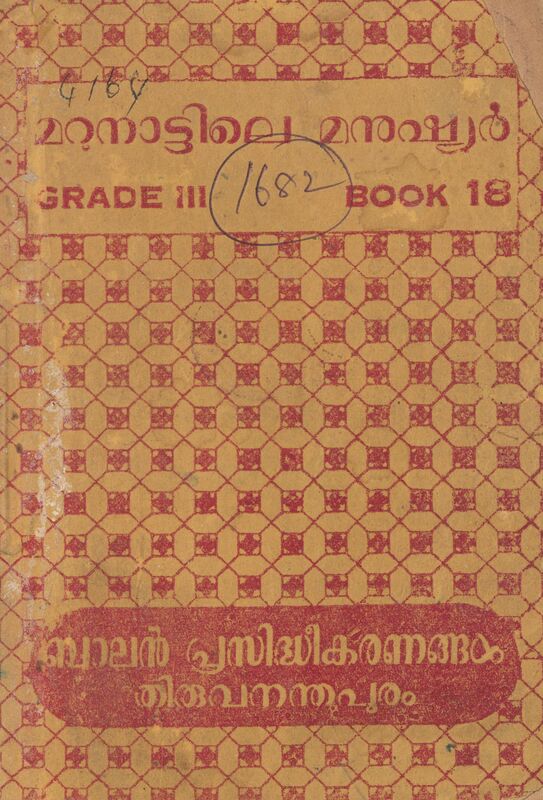 4164
മറുനാട്ടിലെ മനുഷ്യർ
GRADE III 1682 BOOK 18
ബാലൻ പ്രസിദ്ധീകരണങ്ങൾ
തിരുവനന്തപുരം